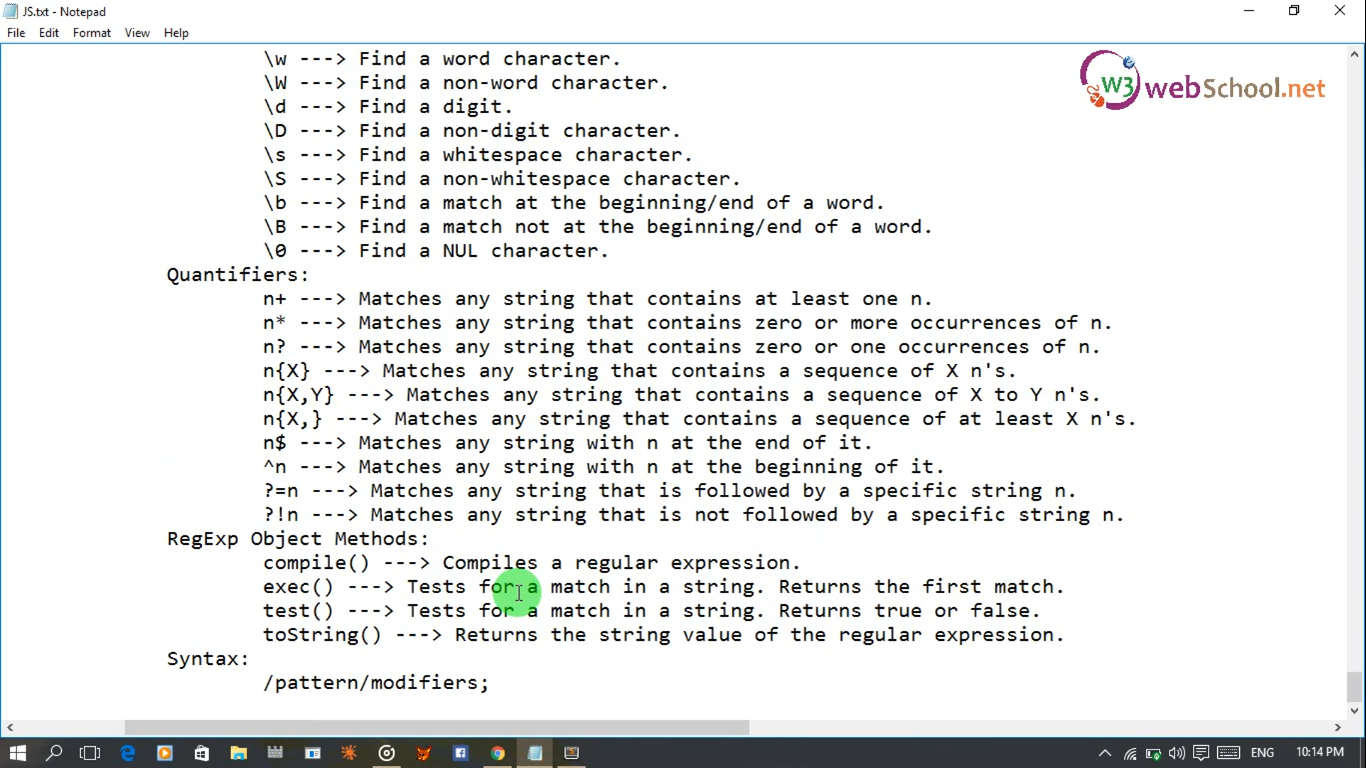 JS.txt - Notepad
File Edit Format View Help
W3 webSchool.net
\w ---> Find a word character.
\W ---> Find a non-word character.
\d ---> Find a digit.
\D ---> Find a non-digit character.
\s ---> Find a whitespace character.
\S ---> Find a non-whitespace character.
\b ---> Find a match at the beginning/end of a word.
\B ---> Find a match not at the beginning/end of a word.
\0 ---> Find a NUL character.
Quantifiers:
n+ ---> Matches any string that contains at least one n.
n* ---> Matches any string that contains zero or more occurrences of n.
n? ---> Matches any string that contains zero or one occurrences of n.
n{X} ---> Matches any string that contains a sequence of X n's.
n{X,Y} ---> Matches any string that contains a sequence of X to Y n's.
n{X,} ---> Matches any string that contains a sequence of at least X n's.
n$ ---> Matches any string with n at the end of it.
^n ---> Matches any string with n at the beginning of it.
?=n ---> Matches any string that is followed by a specific string n.
?!n ---> Matches any string that is not followed by a specific string n.
RegExp Object Methods:
compile() ---> Compiles a regular expression.
exec() ---> Tests for a match in a string. Returns the first match.
test() ---> Tests for a match in a string. Returns true or false.
toString() ---> Returns the string value of the regular expression.
Syntax:
/pattern/modifiers;
ENG 10:14 PM